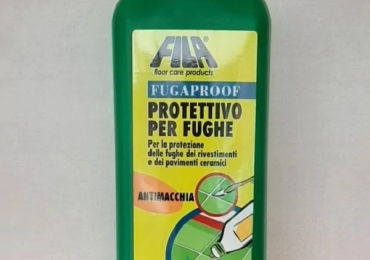 FILA
floor care products
FUGAPROOF
PROTETTIVO
PER FUGHE
Per la protezione
delle fughe dei rivestimenti
e dei pavimenti ceramici
ANTIMACCHIA